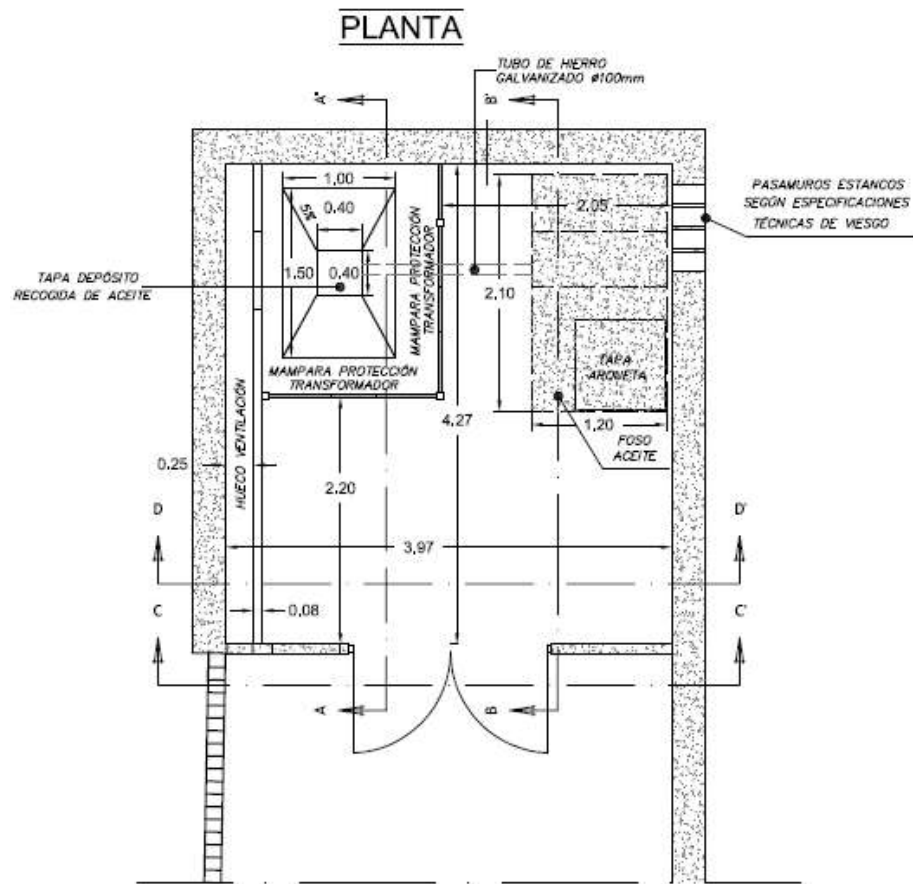 PLANTA
TUBO DE HIERRO
GALVANIZADO ø100mm
A'
B'
PASAMUROS ESTANCOS
SEGÚN ESPECIFICACIONES
TÉCNICAS DE VIESGO
1.00
5%
0.40
2.05
TAPA DEPÓSITO
RECOGIDA DE ACEITE
1.50
0.40
MAMPARA PROTECCIÓN
TRANSFORMADOR
2.10
TAPA
ARQUETA
MAMPARA PROTECCIÓN
TRANSFORMADOR
HUECO VENTILACIÓN
4.27
1.20
FOSO
ACEITE
0.25
2.20
D
D'
3.97
C
C'
0.08
A
B